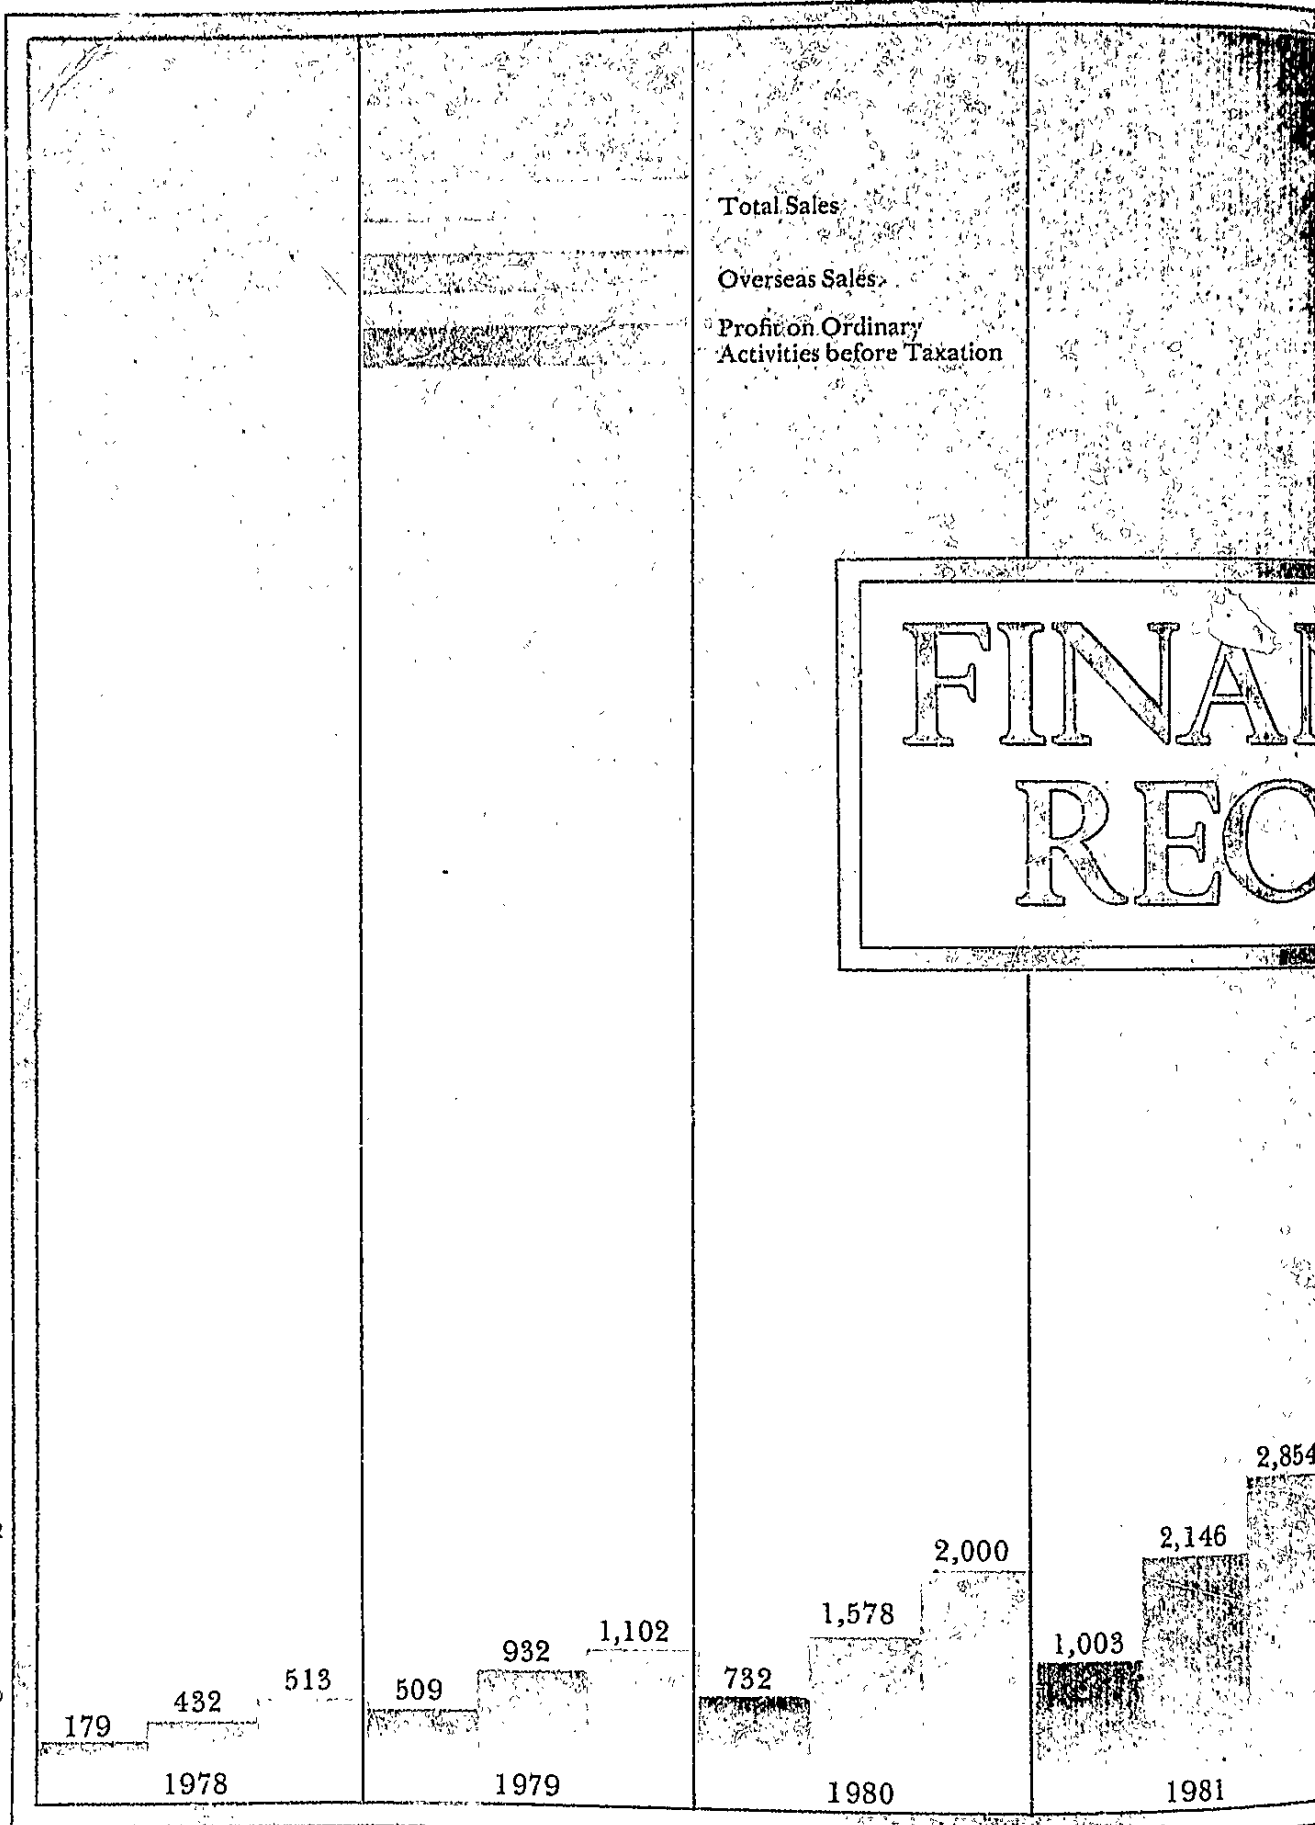 Total Sales
Overseas Sales
Profit on Ordinary
Activities before Taxation
FINAN
REC
2,854
2,146
2,000
1,578
1,003
1,102
932
732
513
509
432
179
1978
1979
1980
1981